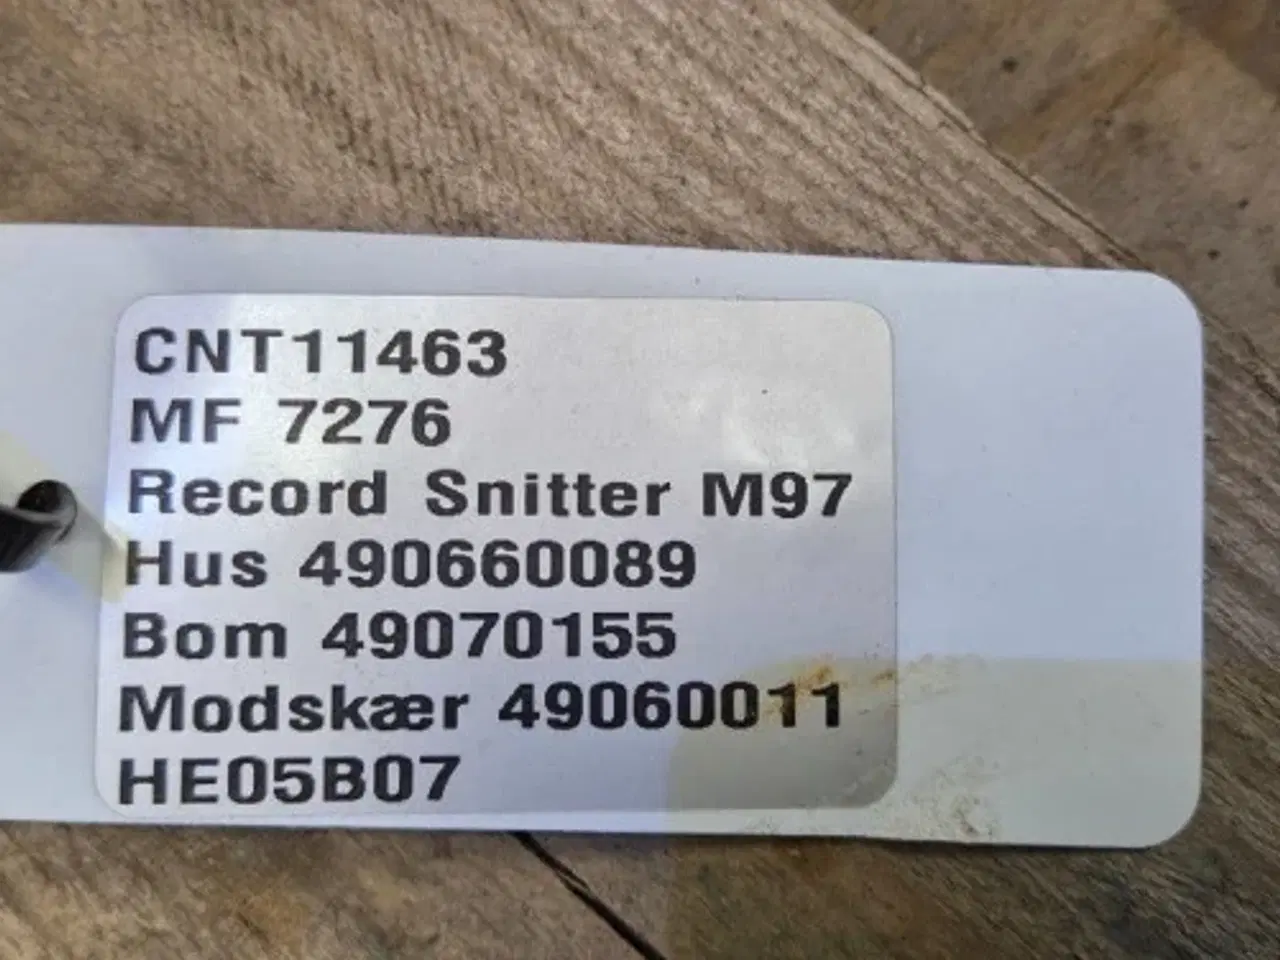 CNT11463
MF 7276
Record Snitter M97
Hus 490660089
Bom 49070155
Modskær 49060011
HE05B07